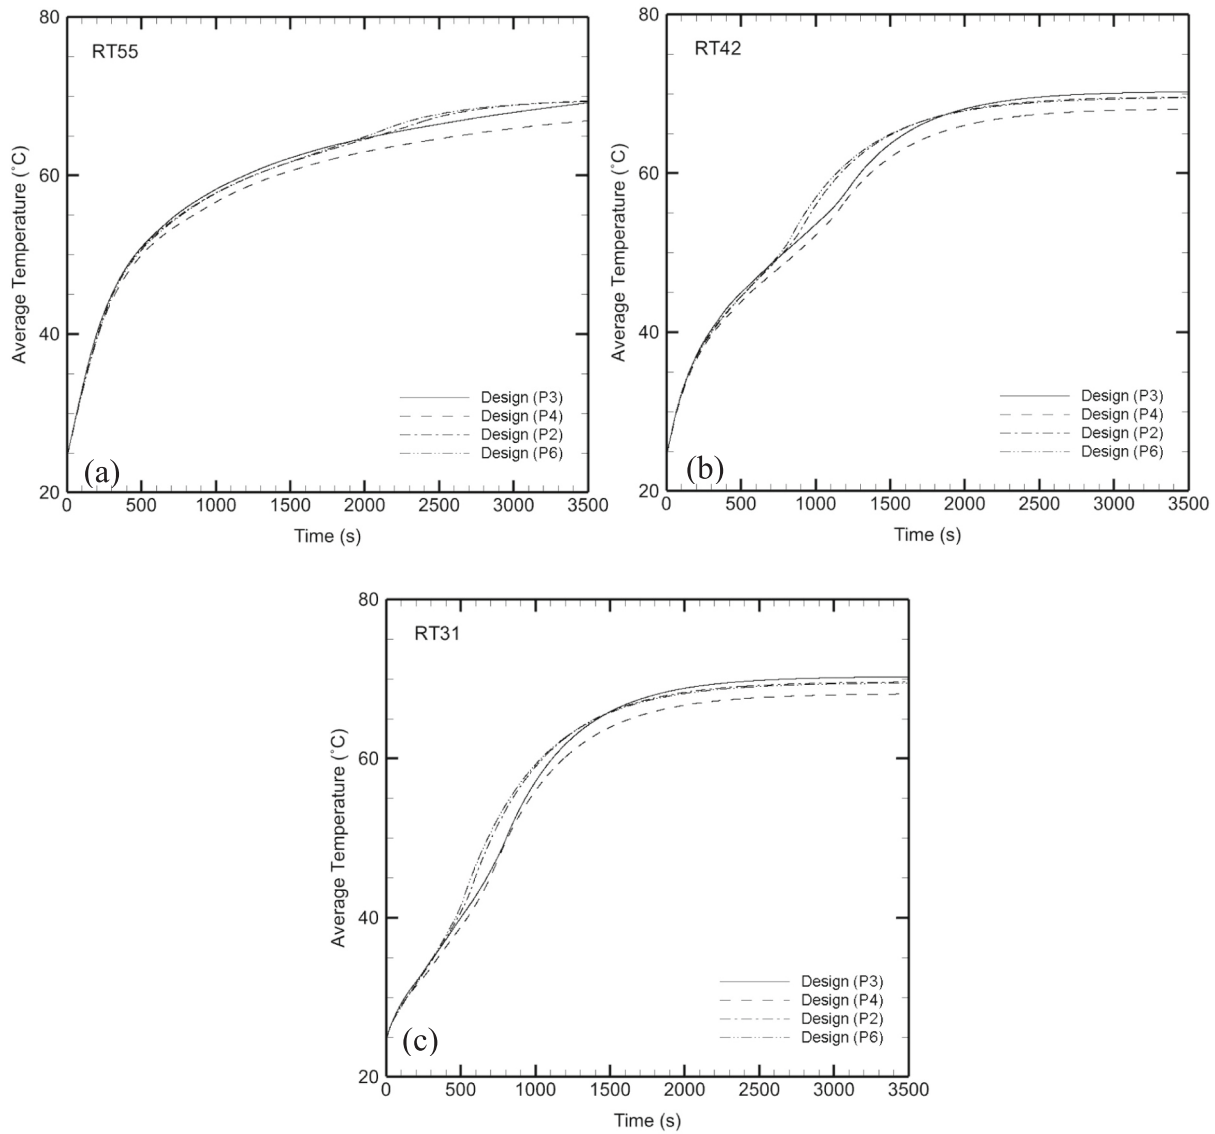 80
RT55
60
Average Temperature (˚C)
40
Design (P3)
Design (P4)
Design (P2)
Design (P6)
(a)
20
0 500 1000 1500 2000 2500 3000 3500
Time (s)
80
RT42
60
Average Temperature (˚C)
40
Design (P3)
Design (P4)
Design (P2)
Design (P6)
(b)
20
0 500 1000 1500 2000 2500 3000 3500
Time (s)
80
RT31
60
Average Temperature (˚C)
40
Design (P3)
Design (P4)
Design (P2)
Design (P6)
(c)
20
0 500 1000 1500 2000 2500 3000 3500
Time (s)